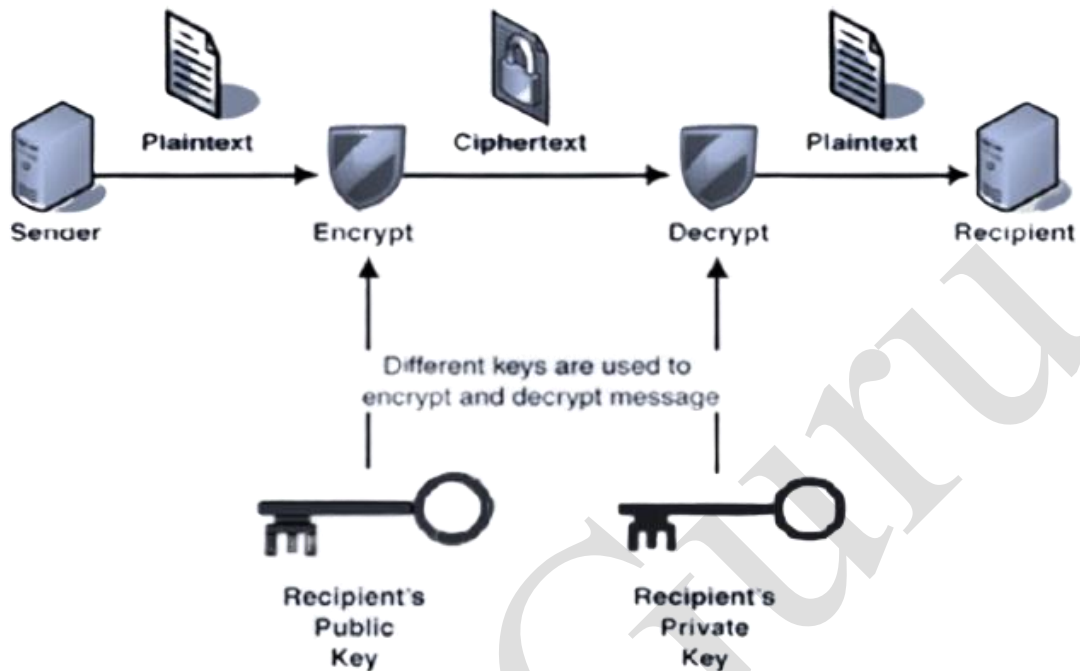 Plaintext
Ciphertext
Plaintext
Sender
Encrypt
Decrypt
Recipient
Different keys are used to
encrypt and decrypt message
Recipient's
Public
Key
Recipient's
Private
Key
Guru